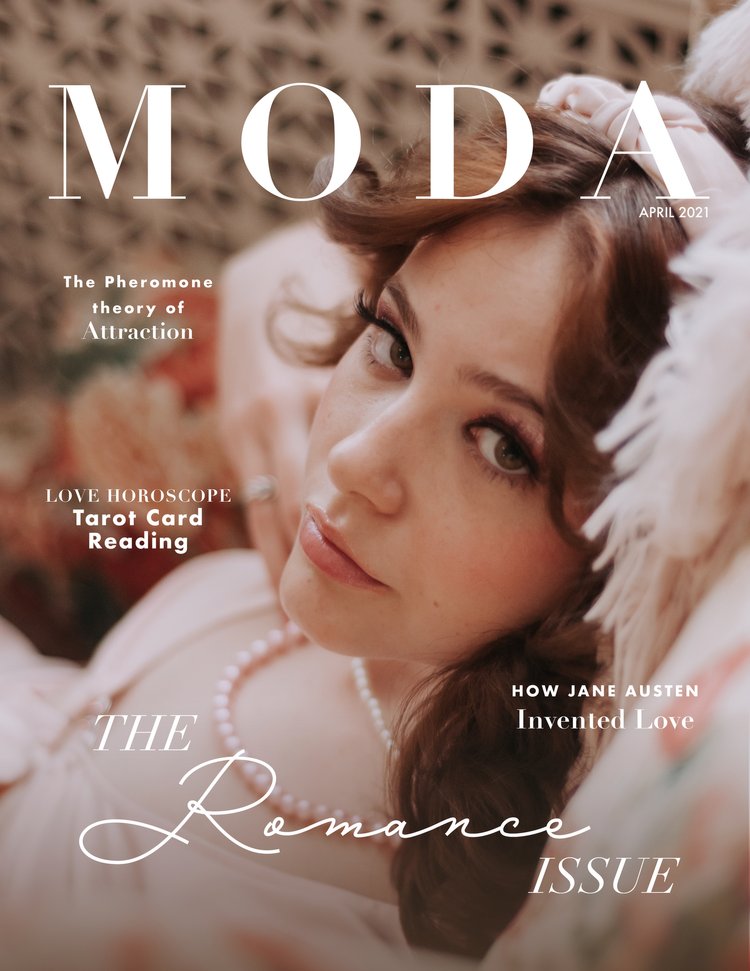 MODA
APRIL 2021
The Pheromone
theory of
Attraction
LOVE HOROSCOPE
Tarot Card
Reading
HOW JANE AUSTEN
Invented Love
THE
Romance
ISSUE